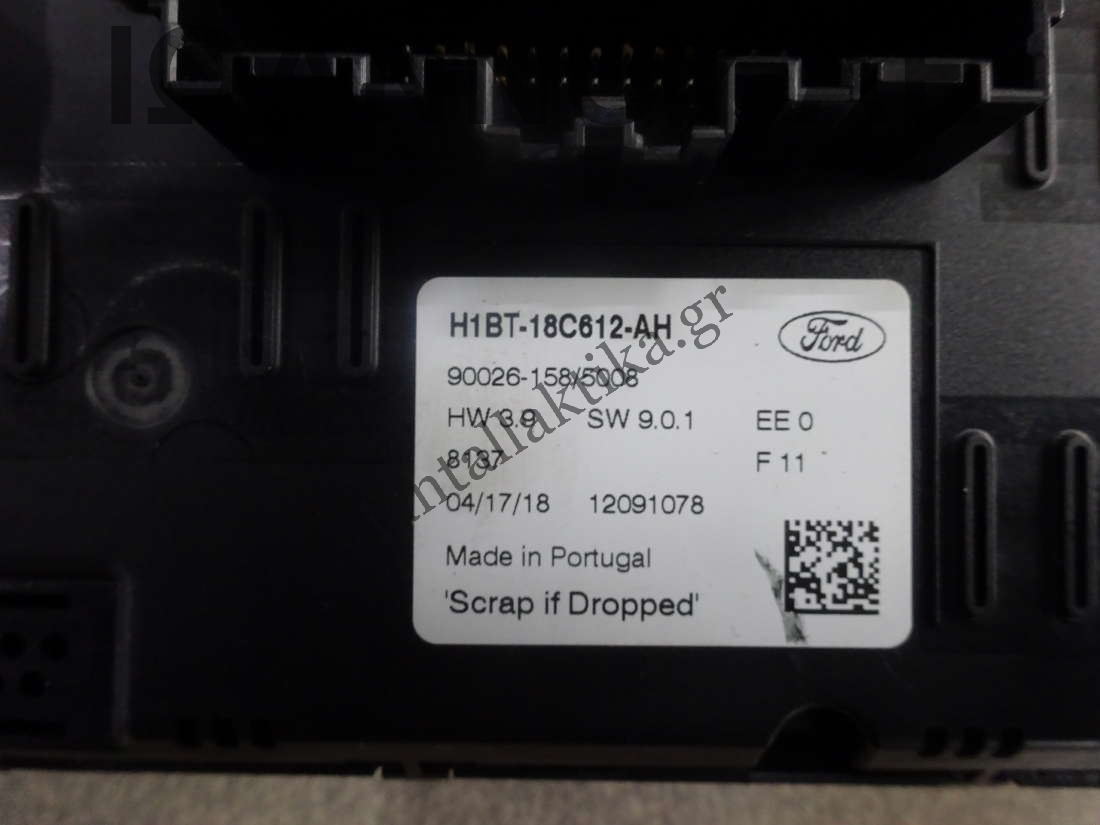 H1BT-18C612-AH
Ford
90026-158/5008
HW 3.9 SW 9.0.1 EE 0
8137 F 11
04/17/18 12091078
Made in Portugal
'Scrap if Dropped'
antallaktika.gr